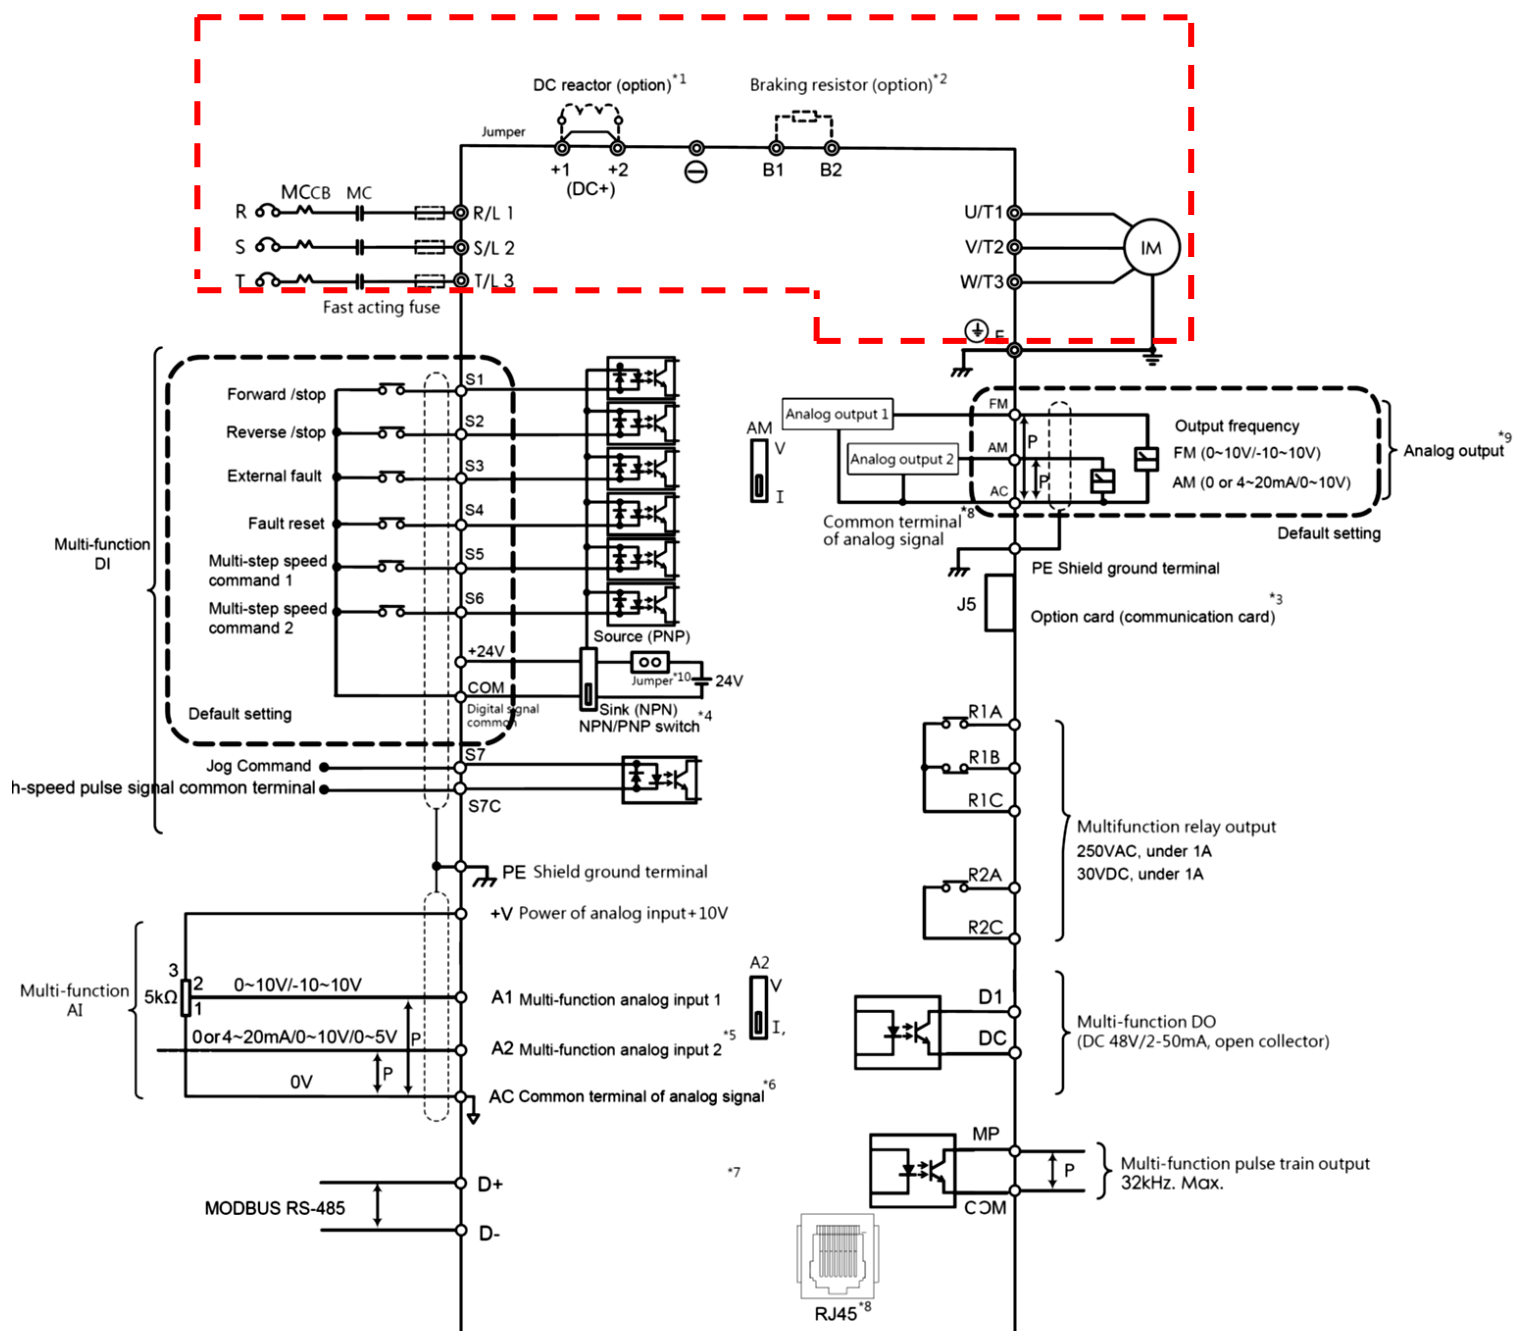 DC reactor (option)*1
Braking resistor (option)*2
Jumper
+1
+2
(DC+)
B1
B2
MCCB
MC
R
R/L 1
S
S/L 2
T
T/L 3
Fast acting fuse
U/T1
V/T2
W/T3
IM
E
Multi-function
DI
Forward /stop
Reverse /stop
External fault
Fault reset
Multi-step speed
command 1
Multi-step speed
command 2
Default setting
S1
S2
S3
S4
S5
S6
+24V
COM
Digital signal
common
Source (PNP)
Jumper*10
24V
Sink (NPN)
NPN/PNP switch*4
Jog Command
h-speed pulse signal common terminal
S7
S7C
PE Shield ground terminal
+V Power of analog input+10V
Multi-function
AI
3
2
1
5kΩ
0~10V/-10~10V
A1 Multi-function analog input 1
0or4~20mA/0~10V/0~5V
P
A2 Multi-function analog input 2*5
P
0V
AC Common terminal of analog signal*6
MODBUS RS-485
D+
D-
AM
V
I
Analog output 1
Analog output 2
FM
AM
AC
P
P
Output frequency
FM (0~10V/-10~10V)
AM (0 or 4~20mA/0~10V)
Analog output*9
Default setting
Common terminal*8
of analog signal
PE Shield ground terminal
J5
Option card (communication card)*3
R1A
R1B
R1C
R2A
R2C
Multifunction relay output
250VAC, under 1A
30VDC, under 1A
A2
V
I,
D1
DC
Multi-function DO
(DC 48V/2-50mA, open collector)
*7
MP
COM
P
Multi-function pulse train output
32kHz. Max.
RJ45*8